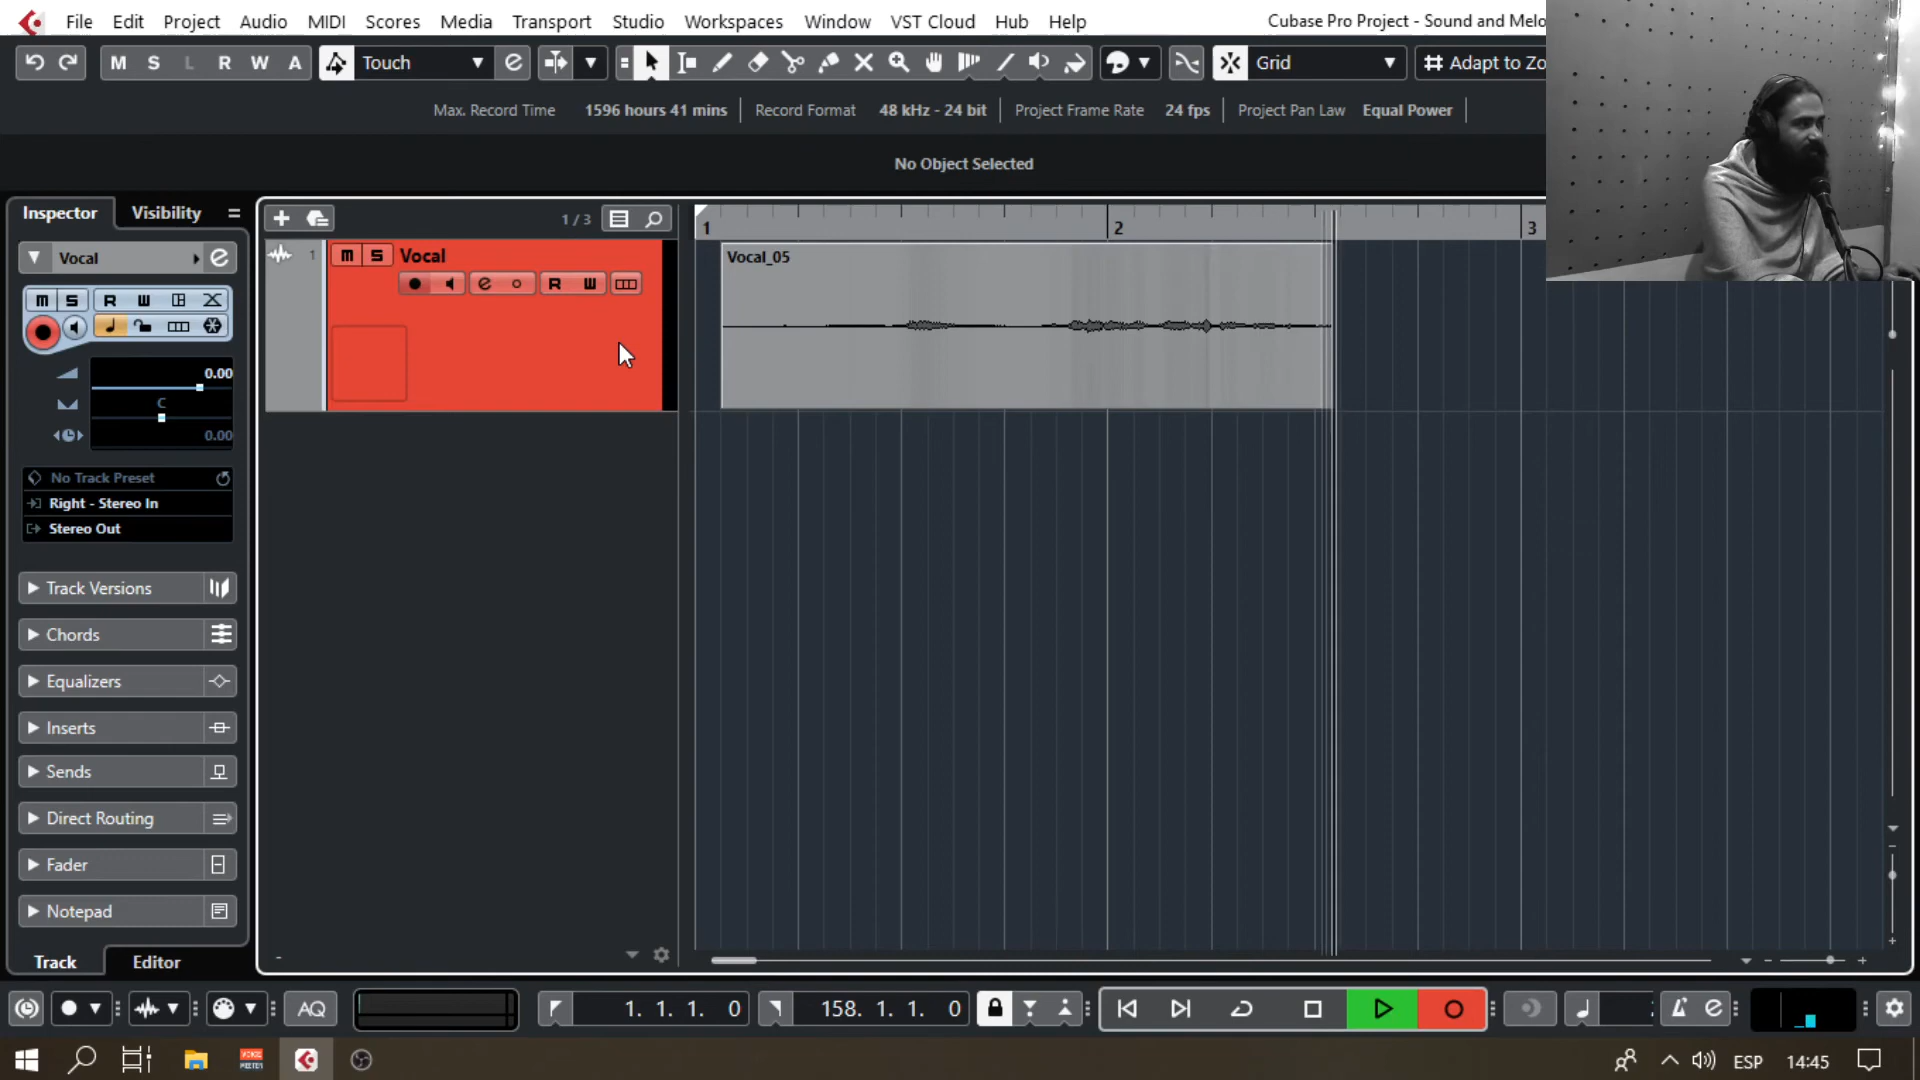 File Edit Project Audio MIDI Scores Media Transport Studio Workspaces Window VST Cloud Hub Help
Cubase Pro Project - Sound and Melo
M S L R W A Touch Grid Adapt to Zo
Max. Record Time 1596 hours 41 mins Record Format 48 kHz - 24 bit Project Frame Rate 24 fps Project Pan Law Equal Power
No Object Selected
Inspector Visibility
1 / 3
1 2 3
Vocal
M S R W
0.00
C
0.00
No Track Preset
Right - Stereo In
Stereo Out
Track Versions
Chords
Equalizers
Inserts
Sends
Direct Routing
Fader
Notepad
Track Editor
1 M S Vocal
R W
Vocal_05
AQ 1. 1. 1. 0 158. 1. 1. 0
VOICE MEETER
ESP 14:45